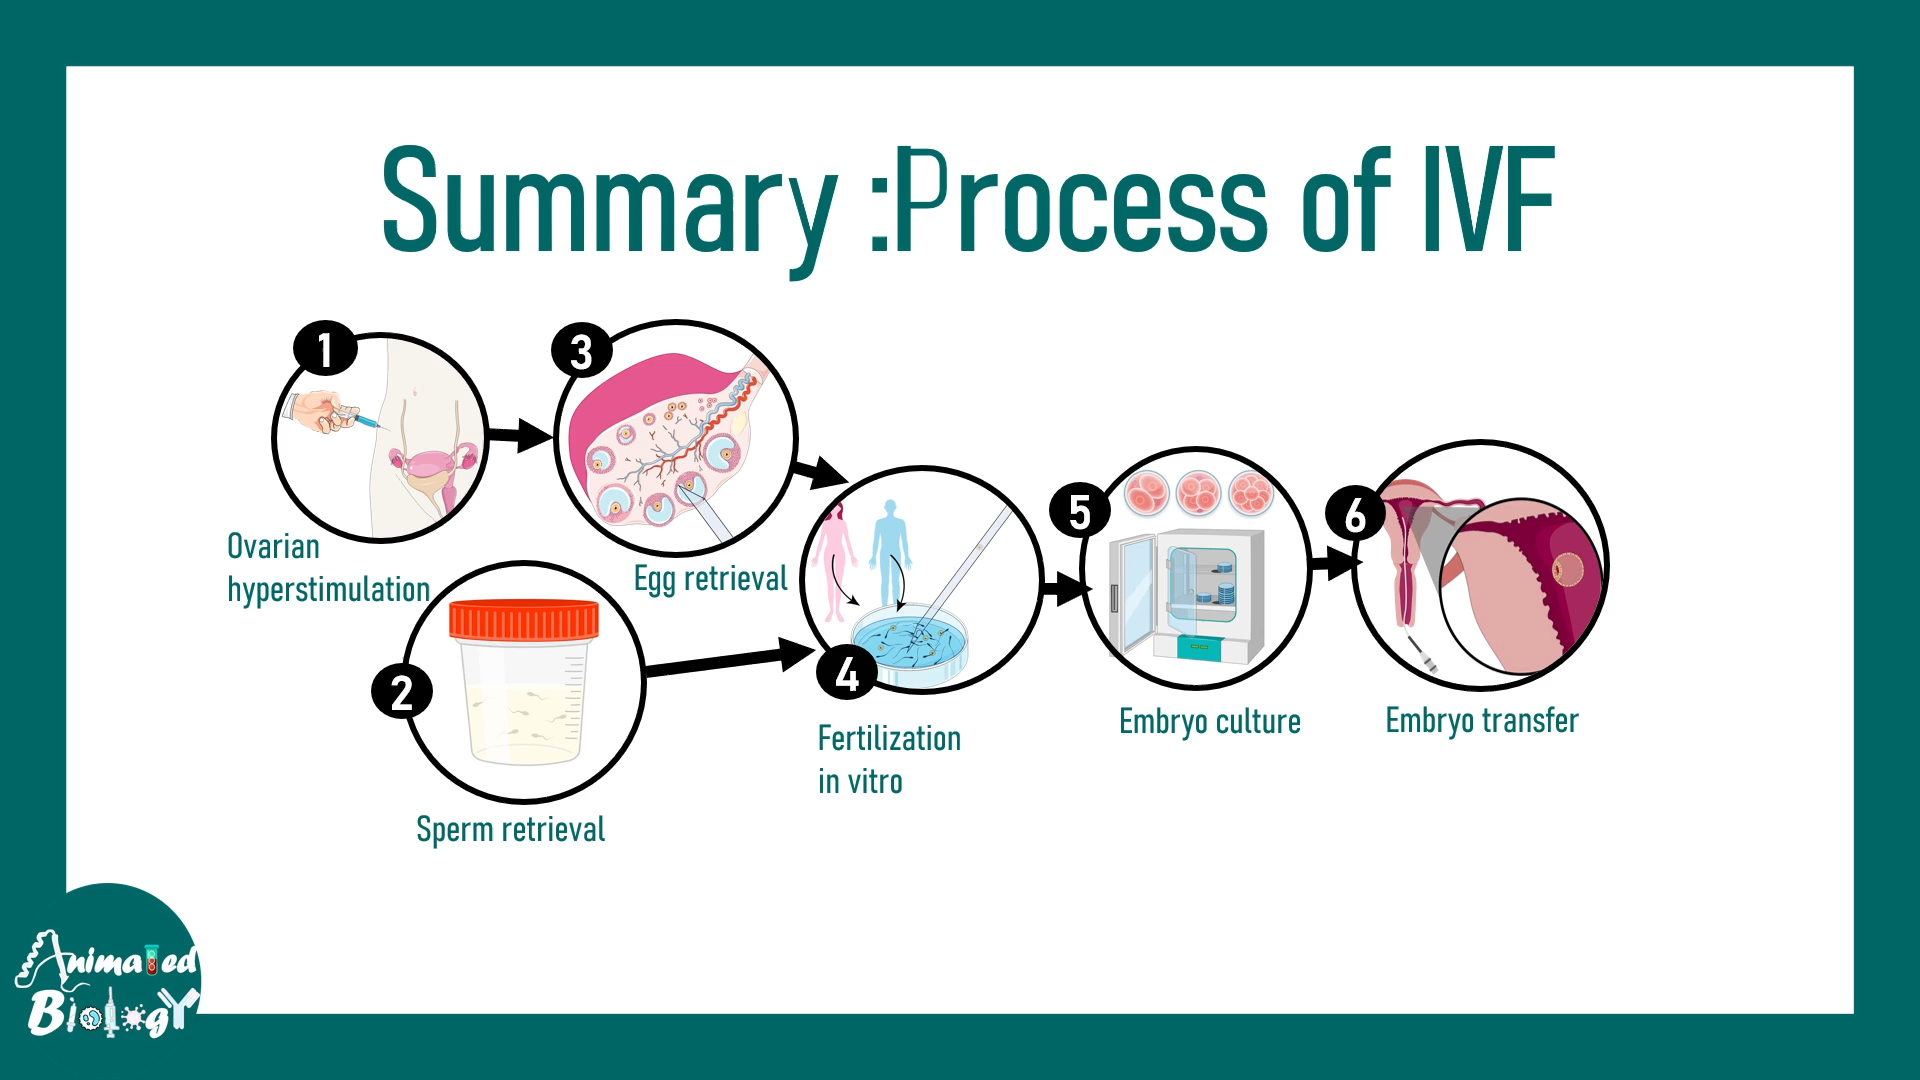 Summary :Process of IVF
1
Ovarian
hyperstimulation
2
Sperm retrieval
3
Egg retrieval
4
Fertilization
in vitro
5
Embryo culture
6
Embryo transfer
Animated
Biology